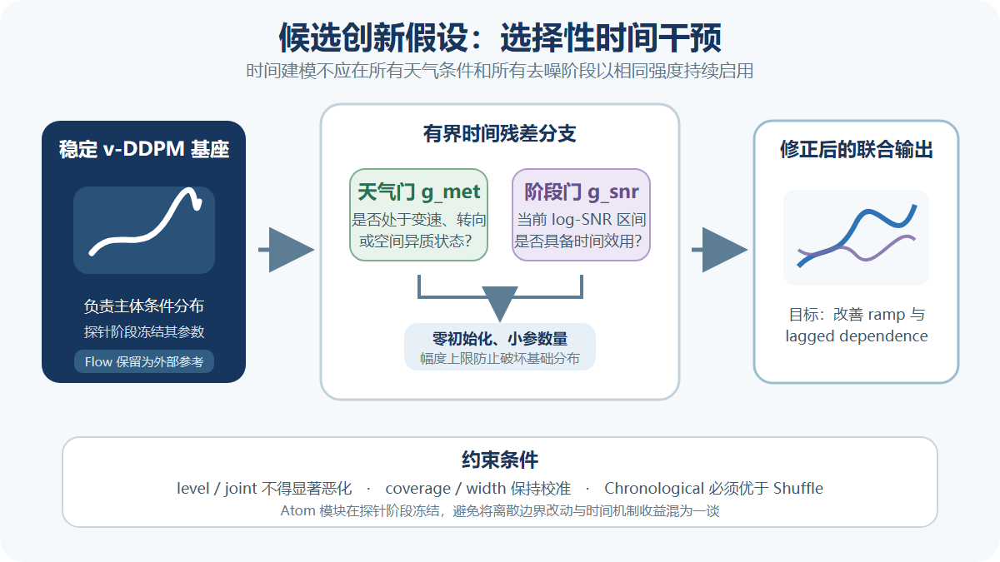 候选创新假设：选择性时间干预
时间建模不应在所有天气条件和所有去噪阶段以相同强度持续启用
稳定 v-DDPM 基座
负责主体条件分布
探针阶段冻结其参数
Flow 保留为外部参考
有界时间残差分支
天气门 g_met
是否处于变速、转向
或空间异质状态？
阶段门 g_snr
当前 log-SNR 区间
是否具备时间效用？
零初始化、小参数量
幅度上限防止破坏基础分布
修正后的联合输出
目标：改善 ramp 与
lagged dependence
约束条件
level / joint 不得显著恶化 · coverage / width 保持校准 · Chronological 必须优于 Shuffle
Atom 模块在探针阶段冻结，避免将离散边界改动与时间机制收益混为一谈